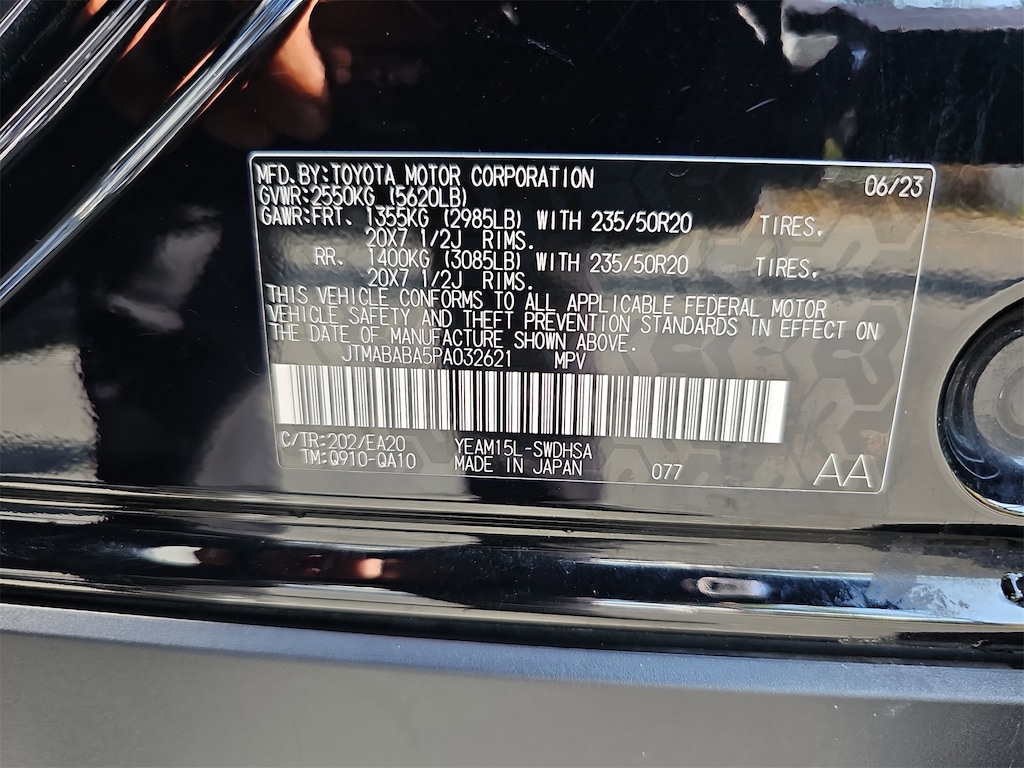 MFD. BY: TOYOTA MOTOR CORPORATION 06/23
GVWR: 2550KG (5620LB)
GAWR: FRT. 1355KG (2985LB) WITH 235/50R20 TIRES.
20X7 1/2J RIMS.
RR. 1400KG (3085LB) WITH 235/50R20 TIRES.
20X7 1/2J RIMS.
THIS VEHICLE CONFORMS TO ALL APPLICABLE FEDERAL MOTOR
VEHICLE SAFETY AND THEFT PREVENTION STANDARDS IN EFFECT ON
THE DATE OF MANUFACTURE SHOWN ABOVE.
JTMABABA5PA032621 MPV
C/TR: 202/EA20 YEAM15L-SWDHSA
TM: Q910-QA10 MADE IN JAPAN 077 AA